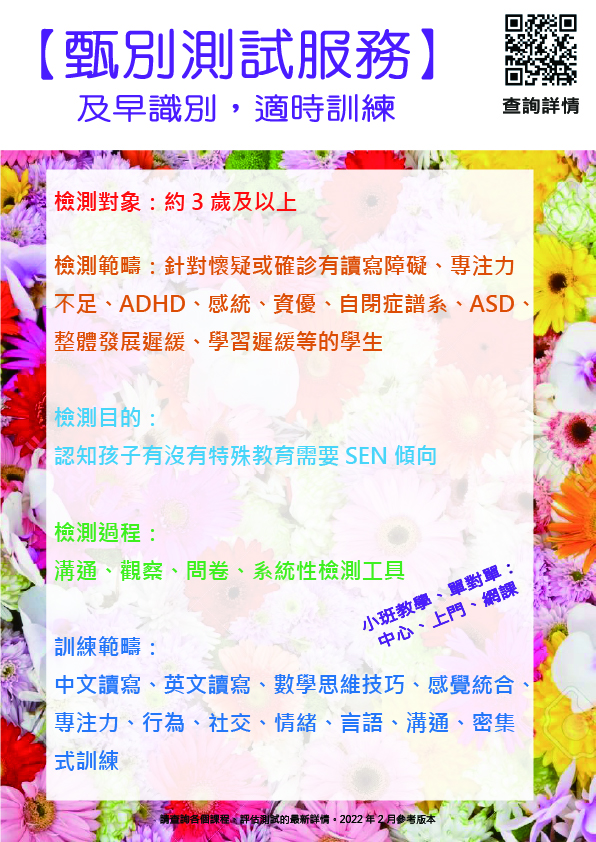 【甄別測試服務】
及早識別，適時訓練
查詢詳情
檢測對象：約 3 歲及以上
檢測範疇：針對懷疑或確診有讀寫障礙、專注力
不足、ADHD、感統、資優、自閉症譜系、ASD、
整體發展遲緩、學習遲緩等的學生
檢測目的：
認知孩子有沒有特殊教育需要 SEN 傾向
檢測過程：
溝通、觀察、問卷、系統性檢測工具
小班教學、單對單：
中心、上門、網課
訓練範疇：
中文讀寫、英文讀寫、數學思維技巧、感覺統合、
專注力、行為、社交、情緒、言語、溝通、密集
式訓練
請查詢各個課程，評估測試的最新詳情。2022 年 2 月參考版本